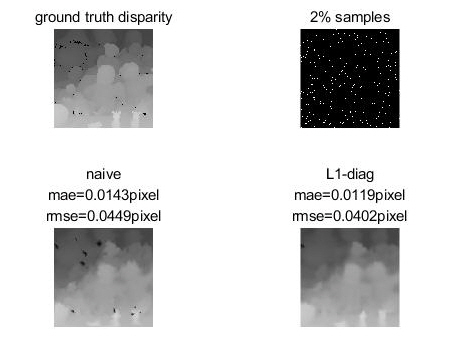 ground truth disparity
2% samples
naive
mae=0.0143pixel
rmse=0.0449pixel
L1-diag
mae=0.0119pixel
rmse=0.0402pixel